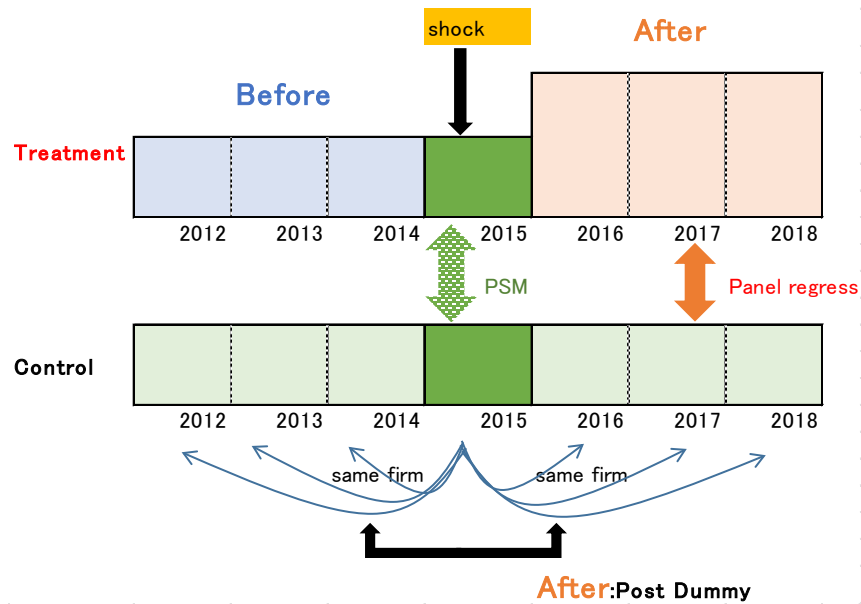 shock
After
Before
Treatment
2012 2013 2014 2015 2016 2017 2018
PSM
Panel regress
Control
2012 2013 2014 2015 2016 2017 2018
same firm same firm
After:Post Dummy